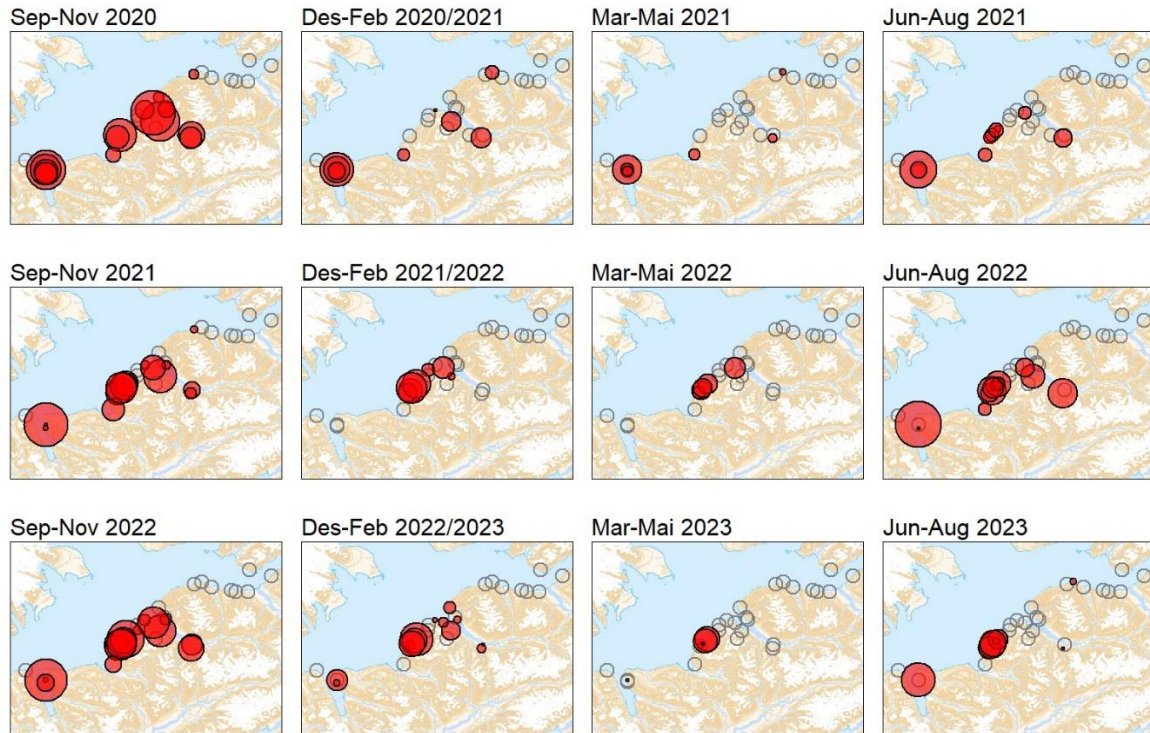 Sep-Nov 2020
Des-Feb 2020/2021
Mar-Mai 2021
Jun-Aug 2021
Sep-Nov 2021
Des-Feb 2021/2022
Mar-Mai 2022
Jun-Aug 2022
Sep-Nov 2022
Des-Feb 2022/2023
Mar-Mai 2023
Jun-Aug 2023